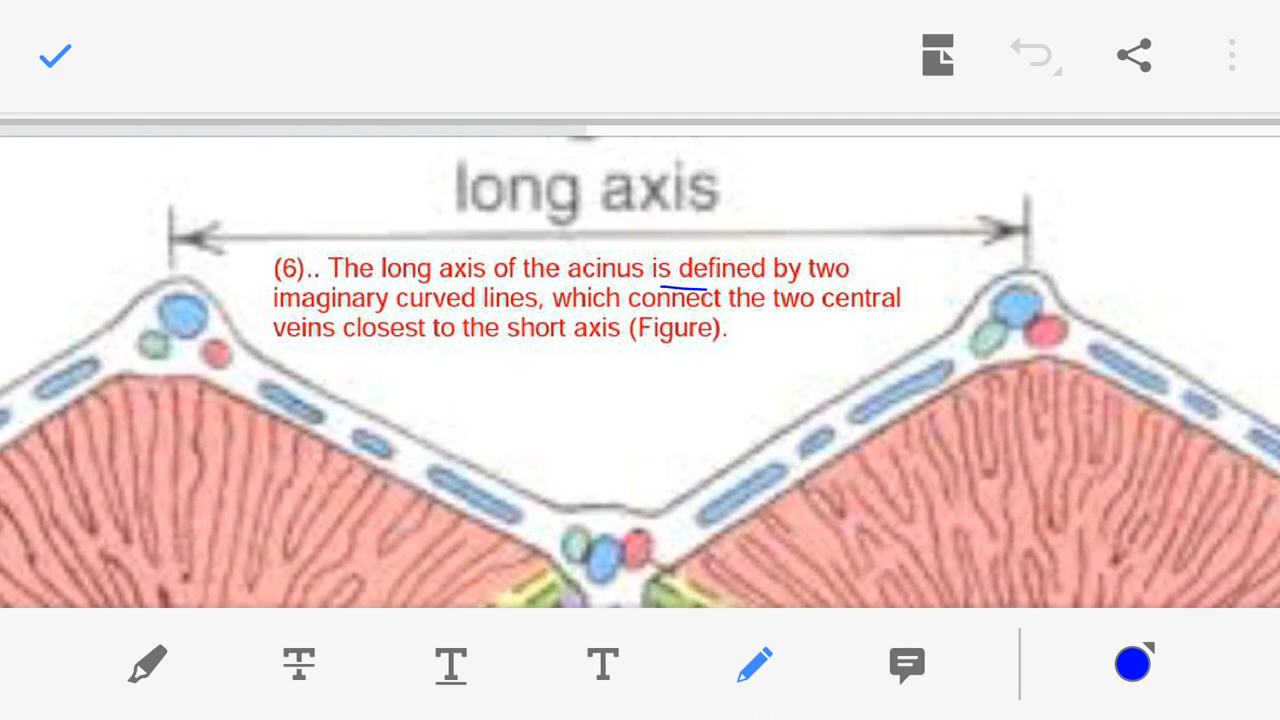 long axis
(6).. The long axis of the acinus is defined by two
imaginary curved lines, which connect the two central
veins closest to the short axis (Figure).